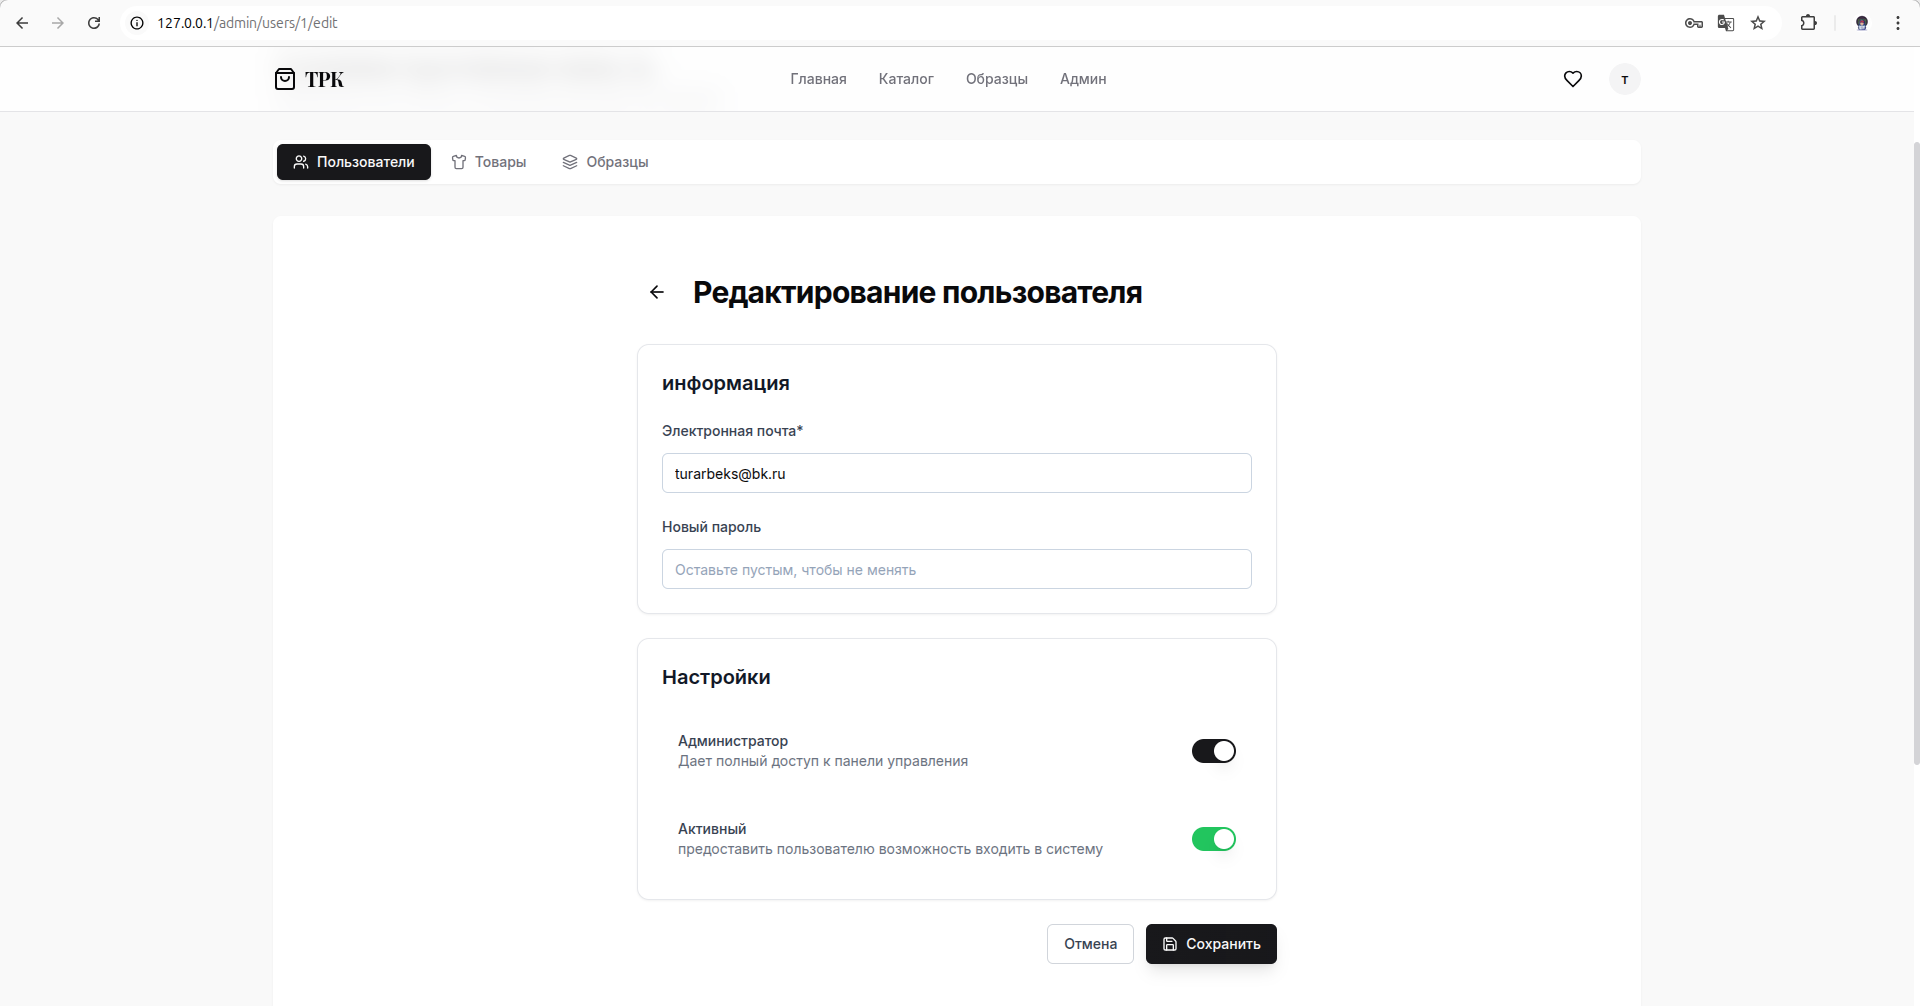 127.0.0.1/admin/users/1/edit
ТРК
Главная
Каталог
Образцы
Админ
T
Пользователи
Товары
Образцы
Редактирование пользователя
информация
Электронная почта*
turarbeks@bk.ru
Новый пароль
Оставьте пустым, чтобы не менять
Настройки
Администратор
Дает полный доступ к панели управления
Активный
предоставить пользователю возможность входить в систему
Отмена
Сохранить